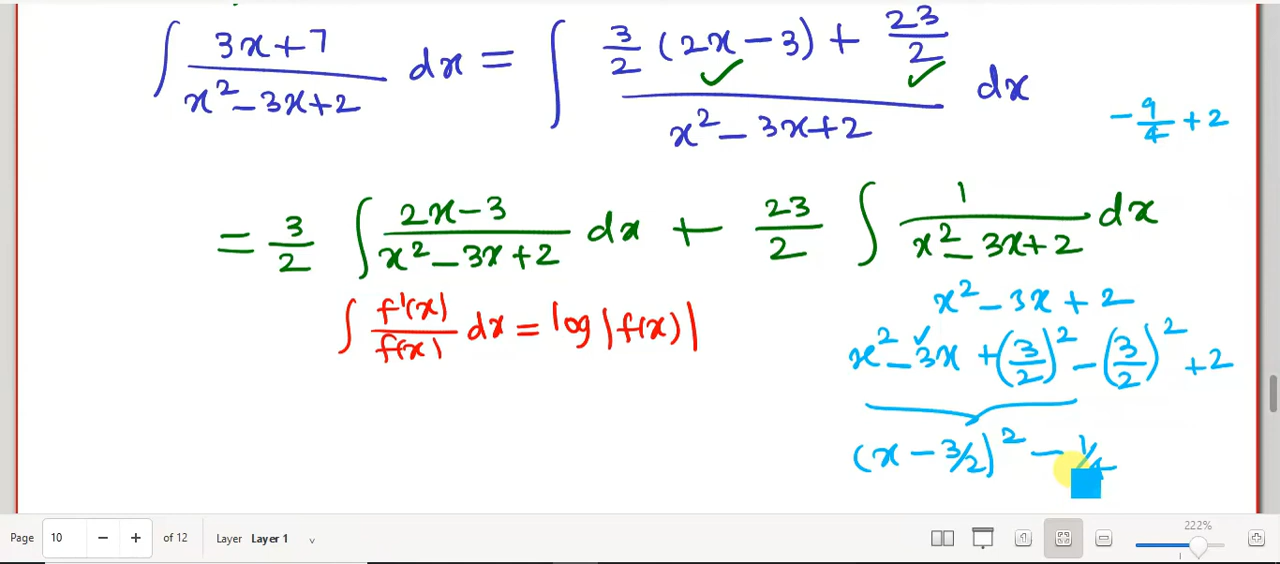 ∫ (3x+7)/(x² − 3x + 2) dx = ∫ (3/2 (2x − 3) + 23/2)/(x² − 3x + 2) dx
− 9/4 + 2
= 3/2 ∫ (2x − 3)/(x² − 3x + 2) dx + 23/2 ∫ 1/(x² − 3x + 2) dx
∫ f'(x)/f(x) dx = log |f(x)|
x² − 3x + 2
x² − 3x + (3/2)² − (3/2)² + 2
(x − 3/2)² − 1/4
Page 10 − + of 12 Layer Layer 1 222%